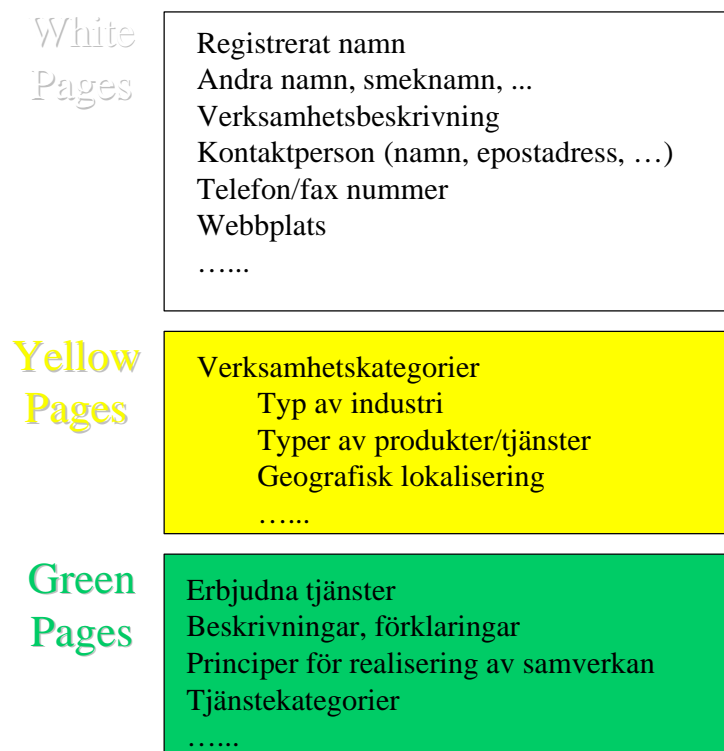 White
Pages
Registrerat namn
Andra namn, smeknamn, ...
Verksamhetsbeskrivning
Kontaktperson (namn, epostadress, …)
Telefon/fax nummer
Webbplats
…...
Yellow
Pages
Verksamhetskategorier
Typ av industri
Typer av produkter/tjänster
Geografisk lokalisering
…...
Green
Pages
Erbjudna tjänster
Beskrivningar, förklaringar
Principer för realisering av samverkan
Tjänstekategorier
…...